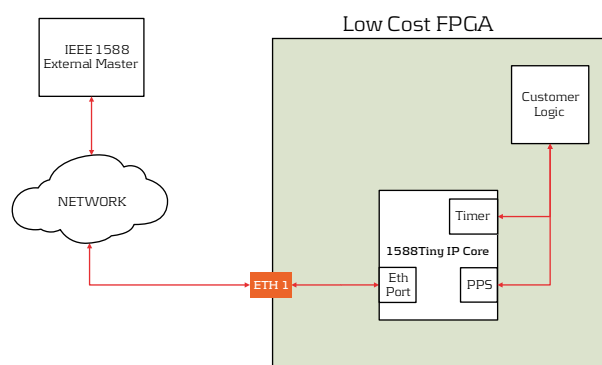 Low Cost FPGA
IEEE 1588
External Master
Customer
Logic
NETWORK
Timer
1588Tiny IP Core
ETH 1
Eth
Port
PPS